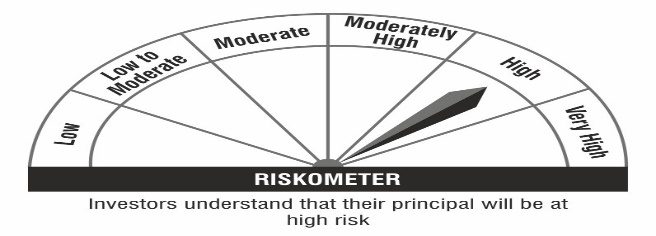 Low
Low to
Moderate
Moderate
Moderately
High
High
Very High
RISKOMETER
Investors understand that their principal will be at
high risk